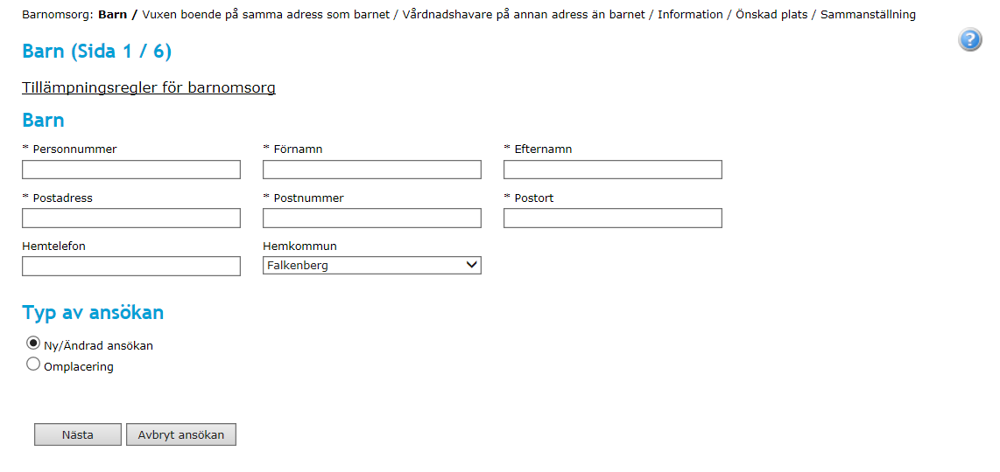 Barnomsorg: Barn / Vuxen boende på samma adress som barnet / Vårdnadshavare på annan adress än barnet / Information / Önskad plats / Sammanställning
?
Barn (Sida 1 / 6)
Tillämpningsregler för barnomsorg
Barn
* Personnummer * Förnamn * Efternamn
* Postadress * Postnummer * Postort
Hemtelefon Hemkommun
Falkenberg
Typ av ansökan
Ny/Ändrad ansökan
Omplacering
Nästa Avbryt ansökan